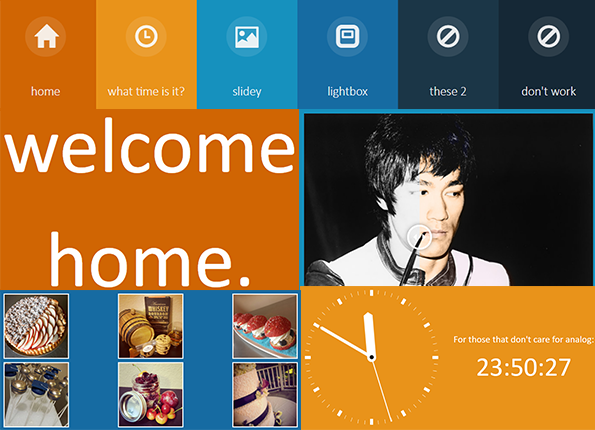 home
what time is it?
slidey
lightbox
these 2
don't work
welcome
home.
WHISKEY
For those that don't care for analog:
23:50:27